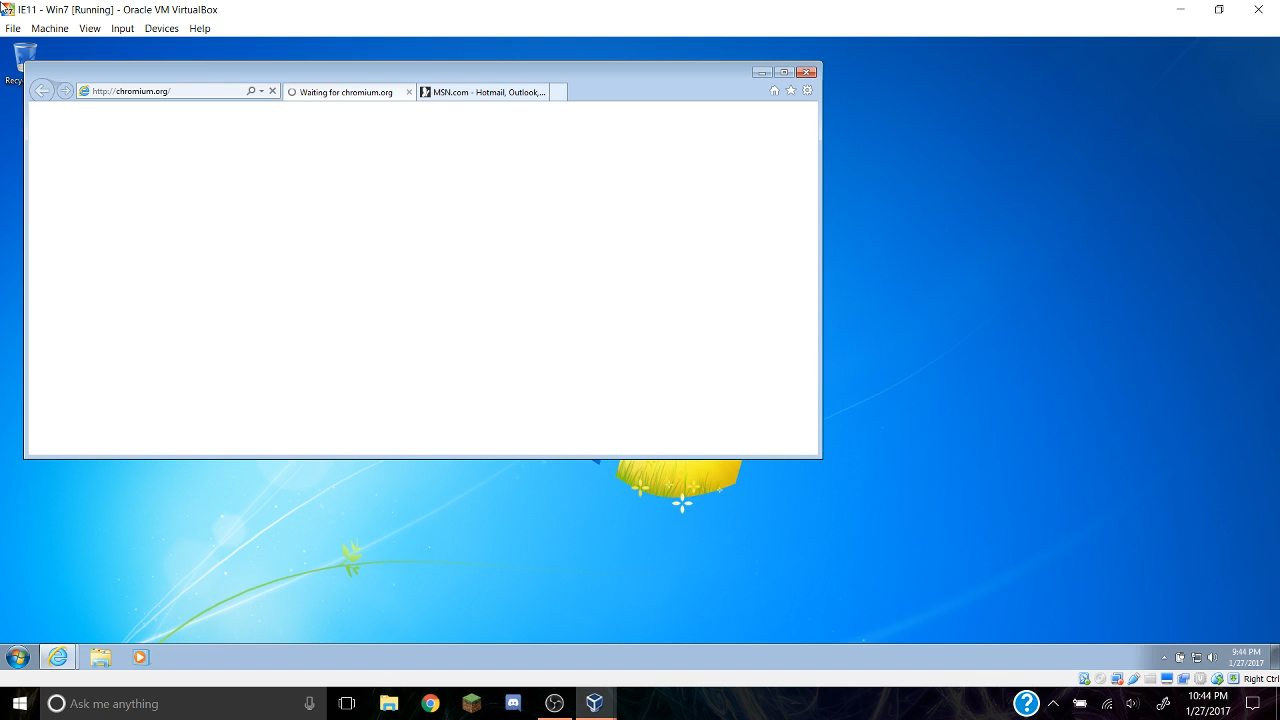 IE11 - Win7 [Running] - Oracle VM VirtualBox
File Machine View Input Devices Help
Recy
http://chromium.org/
Waiting for chromium.org
MSN.com - Hotmail, Outlook,...
9:44 PM
1/27/2017
Right Ctrl
Ask me anything
10:44 PM
1/27/2017